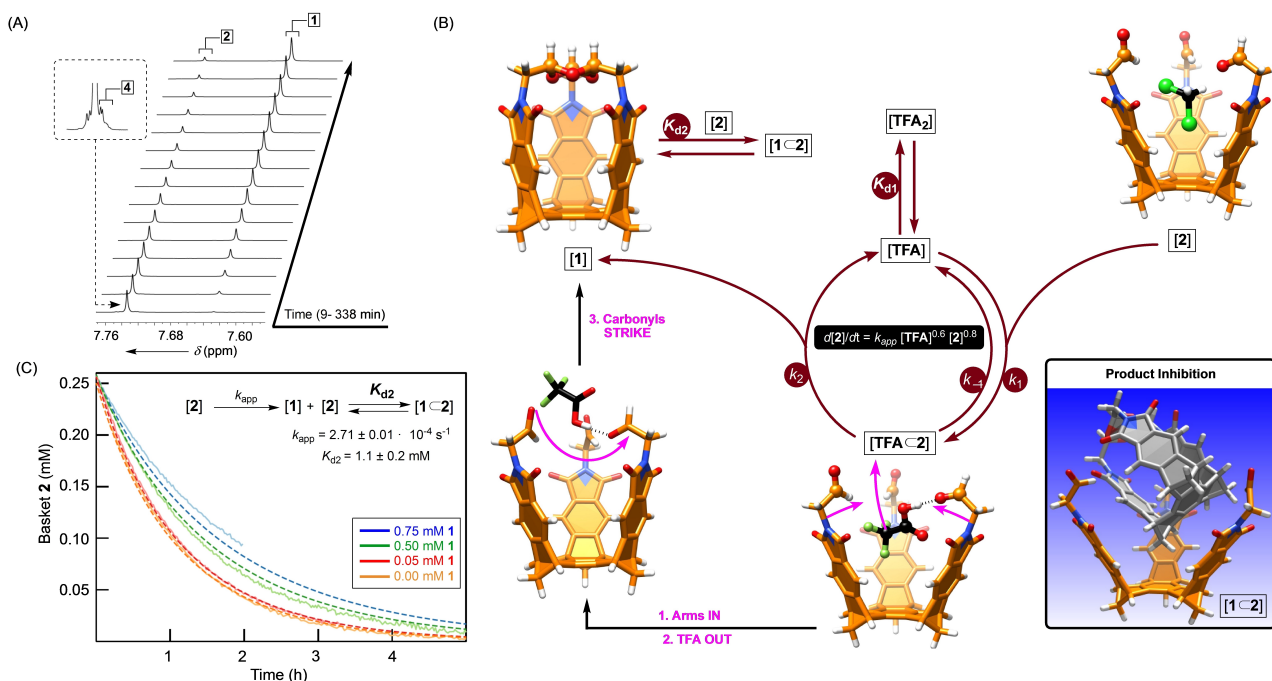 (A)
[2]
[1]
[4]
7.76
7.68
7.60
δ (ppm)
Time (9- 338 min)
(B)
Kd2
[2]
[1⊂2]
[1]
[TFA2]
Kd1
[TFA]
[2]
3. Carbonyls
STRIKE
d[2]/dt = kapp [TFA]^0.6 [2]^0.8
k2
k–1
k1
[TFA⊂2]
1. Arms IN
2. TFA OUT
Product Inhibition
[1⊂2]
(C)
[2] kapp [1] + [2] Kd2 [1⊂2]
kapp = 2.71 ± 0.01 · 10^-4 s^-1
Kd2 = 1.1 ± 0.2 mM
0.25
0.20
0.15
0.10
0.05
Basket 2 (mM)
0.75 mM 1
0.50 mM 1
0.05 mM 1
0.00 mM 1
1
2
3
4
Time (h)